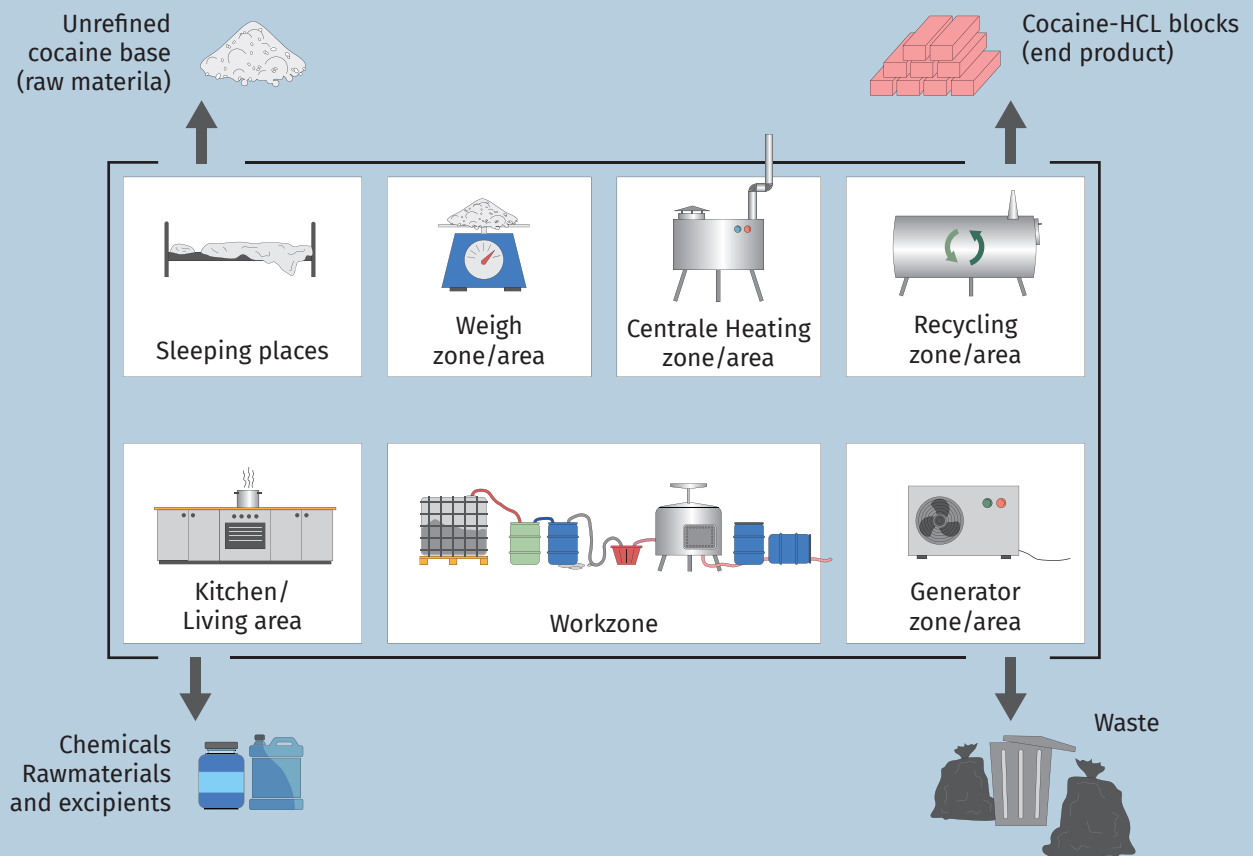 Unrefined
cocaine base
(raw materila)
Cocaine-HCL blocks
(end product)
Sleeping places
Weigh
zone/area
Centrale Heating
zone/area
Recycling
zone/area
Kitchen/
Living area
Workzone
Generator
zone/area
Chemicals
Rawmaterials
and excipients
Waste